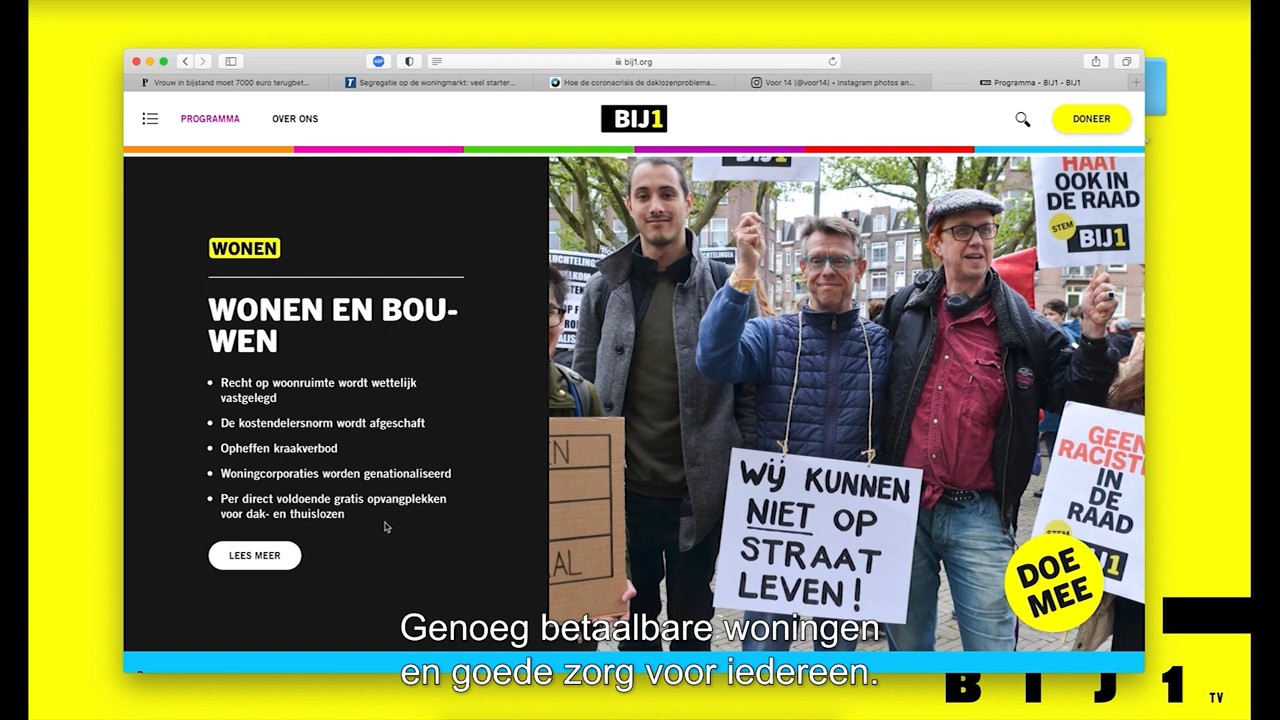 bij1.org
Vrouw in bijstand moet 7000 euro terugbet...
Segregatie op de woningmarkt: veel starter...
Hoe de coronacrisis de daklozenproblema...
Voor 14 (@voor14) • Instagram photos an...
Programma - BIJ1 - BIJ1
PROGRAMMA
OVER ONS
BIJ1
DONEER
WONEN
WONEN EN BOU-
WEN
Recht op woonruimte wordt wettelijk
vastgelegd
De kostendelersnorm wordt afgeschaft
Opheffen kraakverbod
Woningcorporaties worden genationaliseerd
Per direct voldoende gratis opvangplekken
voor dak- en thuislozen
LEES MEER
BIJ1
HAAT
OOK IN
DE RAAD
STEM
BIJ1
WIJ KUNNEN
NIET OP
STRAAT
LEVEN!
GEEN
RACIST
IN
DE
RAAD
STEM
DOE
MEE
Genoeg betaalbare woningen
en goede zorg voor iedereen.
BIJ1
TV